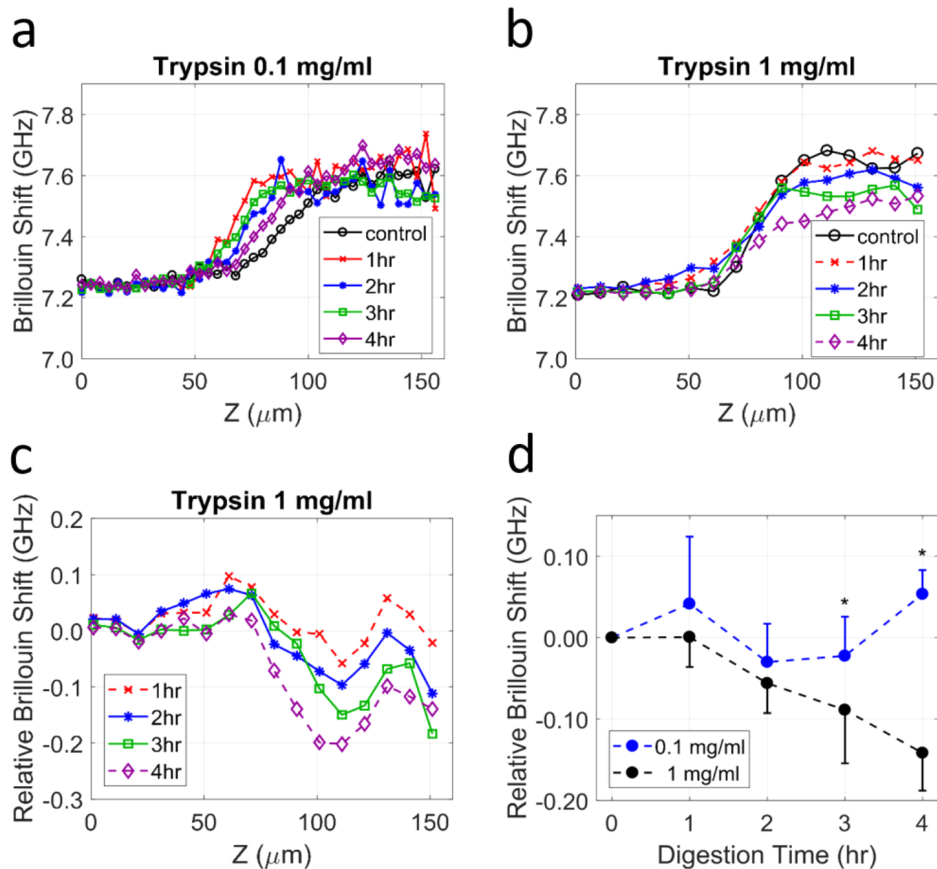 a
Trypsin 0.1 mg/ml
Brillouin Shift (GHz)
7.8
7.6
7.4
7.2
7.0
0
50
100
150
Z (μm)
control
1hr
2hr
3hr
4hr
b
Trypsin 1 mg/ml
Brillouin Shift (GHz)
7.8
7.6
7.4
7.2
7.0
0
50
100
150
Z (μm)
control
1hr
2hr
3hr
4hr
c
Trypsin 1 mg/ml
Relative Brillouin Shift (GHz)
0.2
0.1
0.0
-0.1
-0.2
-0.3
0
50
100
150
Z (μm)
1hr
2hr
3hr
4hr
d
Relative Brillouin Shift (GHz)
0.10
0.00
-0.10
-0.20
0
1
2
3
4
Digestion Time (hr)
*
*
0.1 mg/ml
1 mg/ml